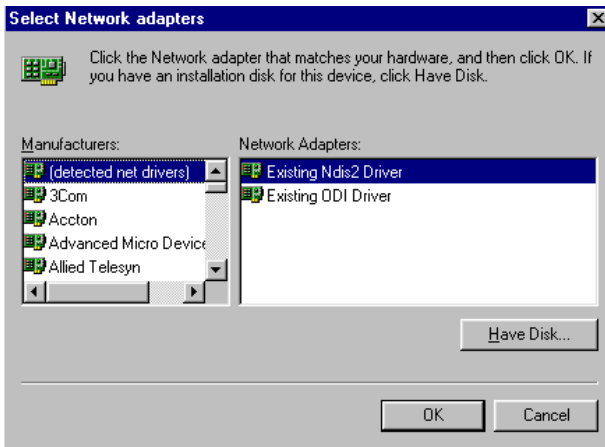 Select Network adapters
Click the Network adapter that matches your hardware, and then click OK. If
you have an installation disk for this device, click Have Disk.
Manufacturers:
(detected net drivers)
3Com
Accton
Advanced Micro Device
Allied Telesyn
Network Adapters:
Existing Ndis2 Driver
Existing ODI Driver
Have Disk...
OK
Cancel